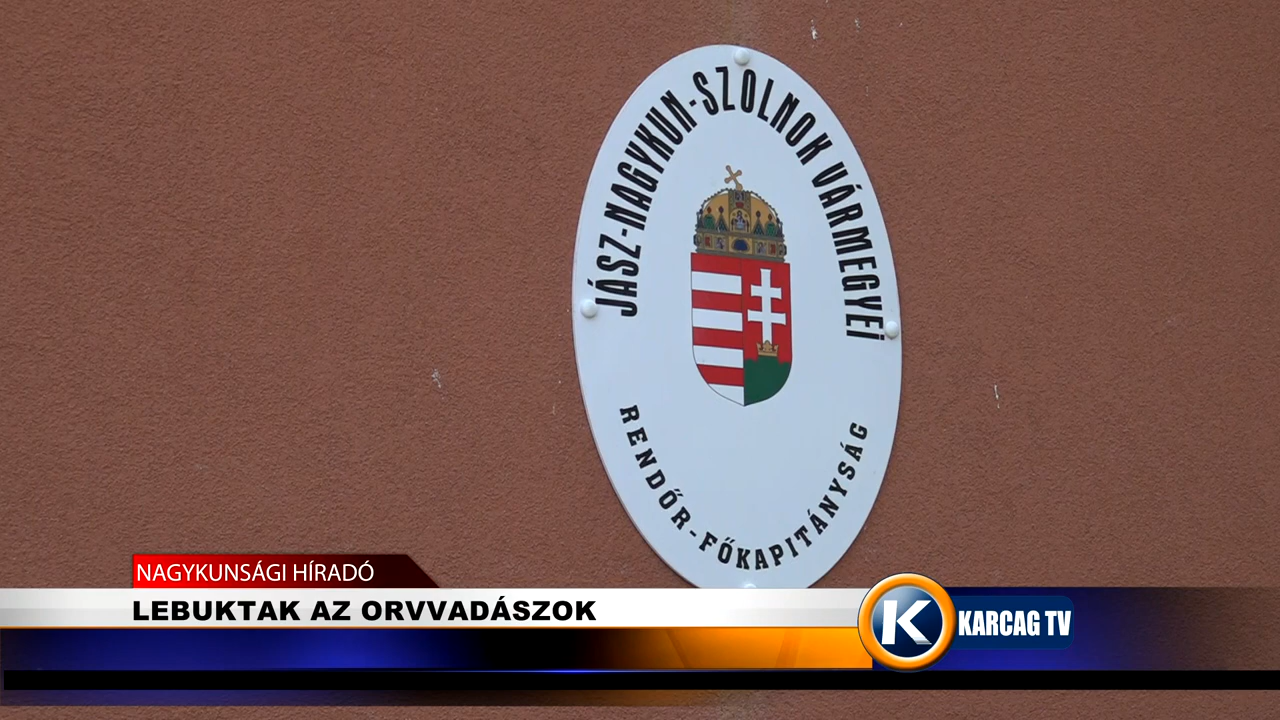 JÁSZ-NAGYKUN-SZOLNOK VÁRMEGYEI
RENDŐR-FŐKAPITÁNYSÁG
NAGYKUNSÁGI HÍRADÓ
LEBUKTAK AZ ORVVADÁSZOK
K KARCAG TV